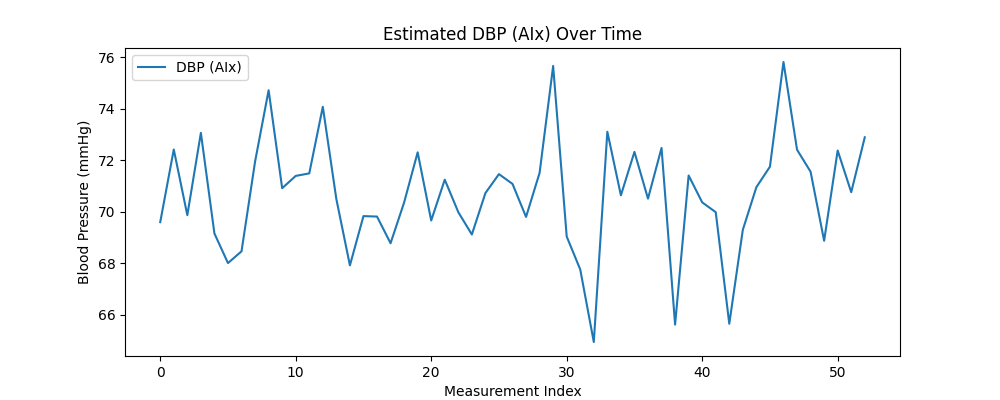 Estimated DBP (AIx) Over Time
DBP (AIx)
Blood Pressure (mmHg)
76
74
72
70
68
66
0 10 20 30 40 50
Measurement Index